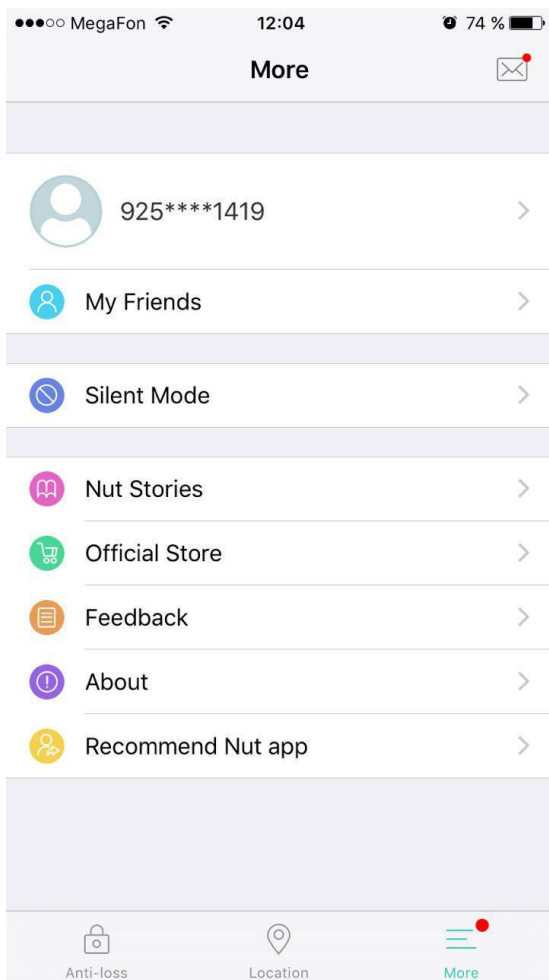 MegaFon 12:04 74 %
More
925****1419
My Friends
Silent Mode
Nut Stories
Official Store
Feedback
About
Recommend Nut app
Anti-loss Location More